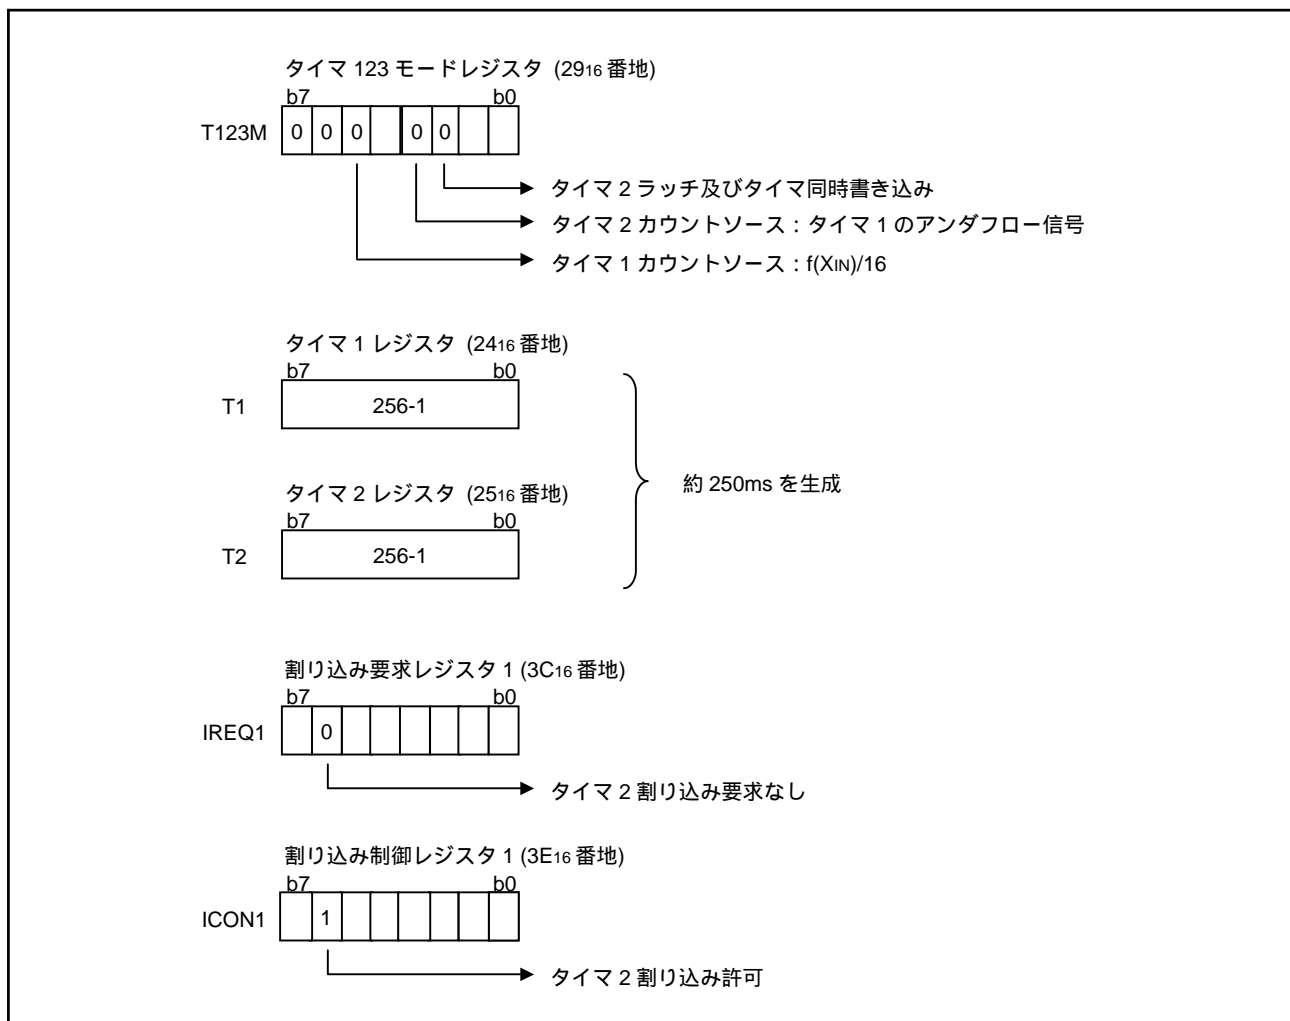 タイマ 123 モードレジスタ (2916 番地)
b7 b0
T123M 0 0 0 0 0
タイマ 2 ラッチ及びタイマ同時書き込み
タイマ 2 カウントソース : タイマ 1 のアンダフロー信号
タイマ 1 カウントソース : f(XIN)/16
タイマ 1 レジスタ (2416 番地)
b7 b0
T1 256-1
約 250ms を生成
タイマ 2 レジスタ (2516 番地)
b7 b0
T2 256-1
割り込み要求レジスタ 1 (3C16 番地)
b7 b0
IREQ1 0
タイマ 2 割り込み要求なし
割り込み制御レジスタ 1 (3E16 番地)
b7 b0
ICON1 1
タイマ 2 割り込み許可